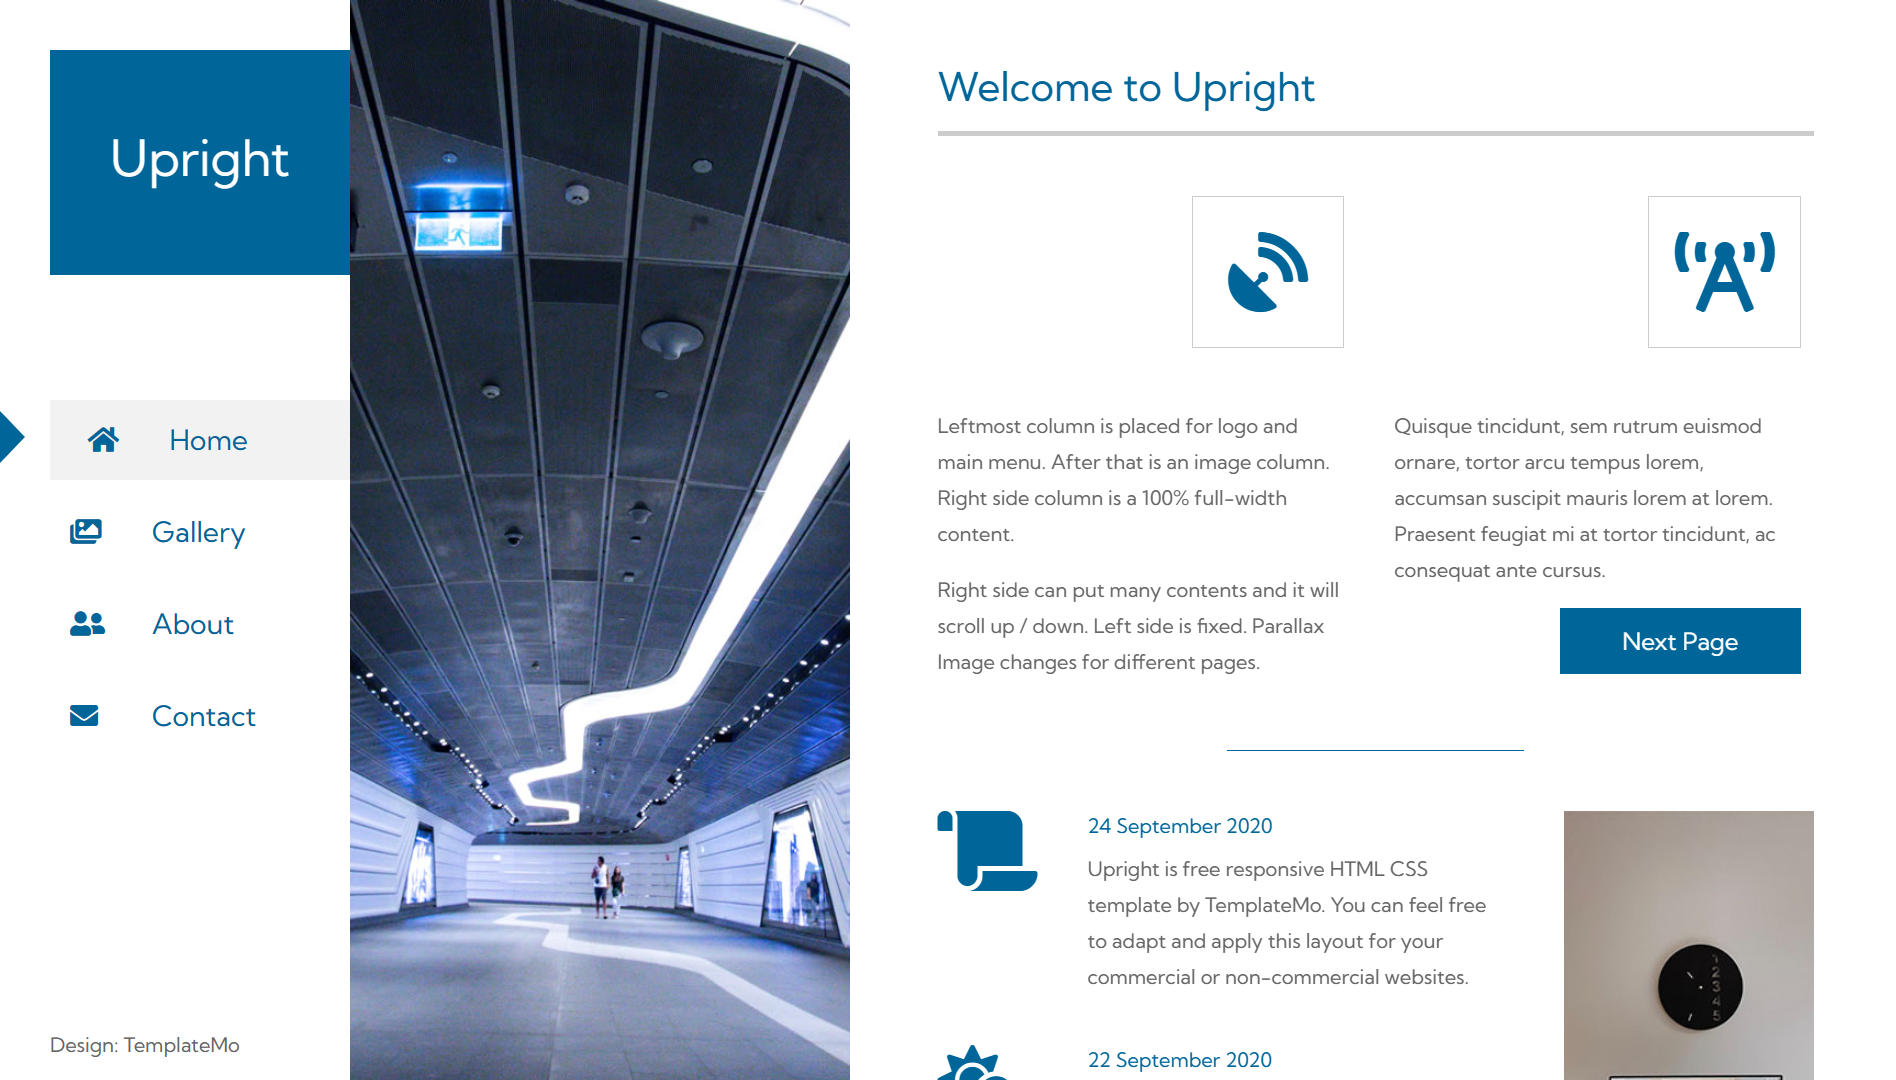 Upright
Home
Gallery
About
Contact
Design: TemplateMo
Welcome to Upright
Leftmost column is placed for logo and
main menu. After that is an image column.
Right side column is a 100% full-width
content.
Right side can put many contents and it will
scroll up / down. Left side is fixed. Parallax
Image changes for different pages.
Quisque tincidunt, sem rutrum euismod
ornare, tortor arcu tempus lorem,
accumsan suscipit mauris lorem at lorem.
Praesent feugiat mi at tortor tincidunt, ac
consequat ante cursus.
Next Page
24 September 2020
Upright is free responsive HTML CSS
template by TemplateMo. You can feel free
to adapt and apply this layout for your
commercial or non-commercial websites.
22 September 2020
1
2
3
4
5